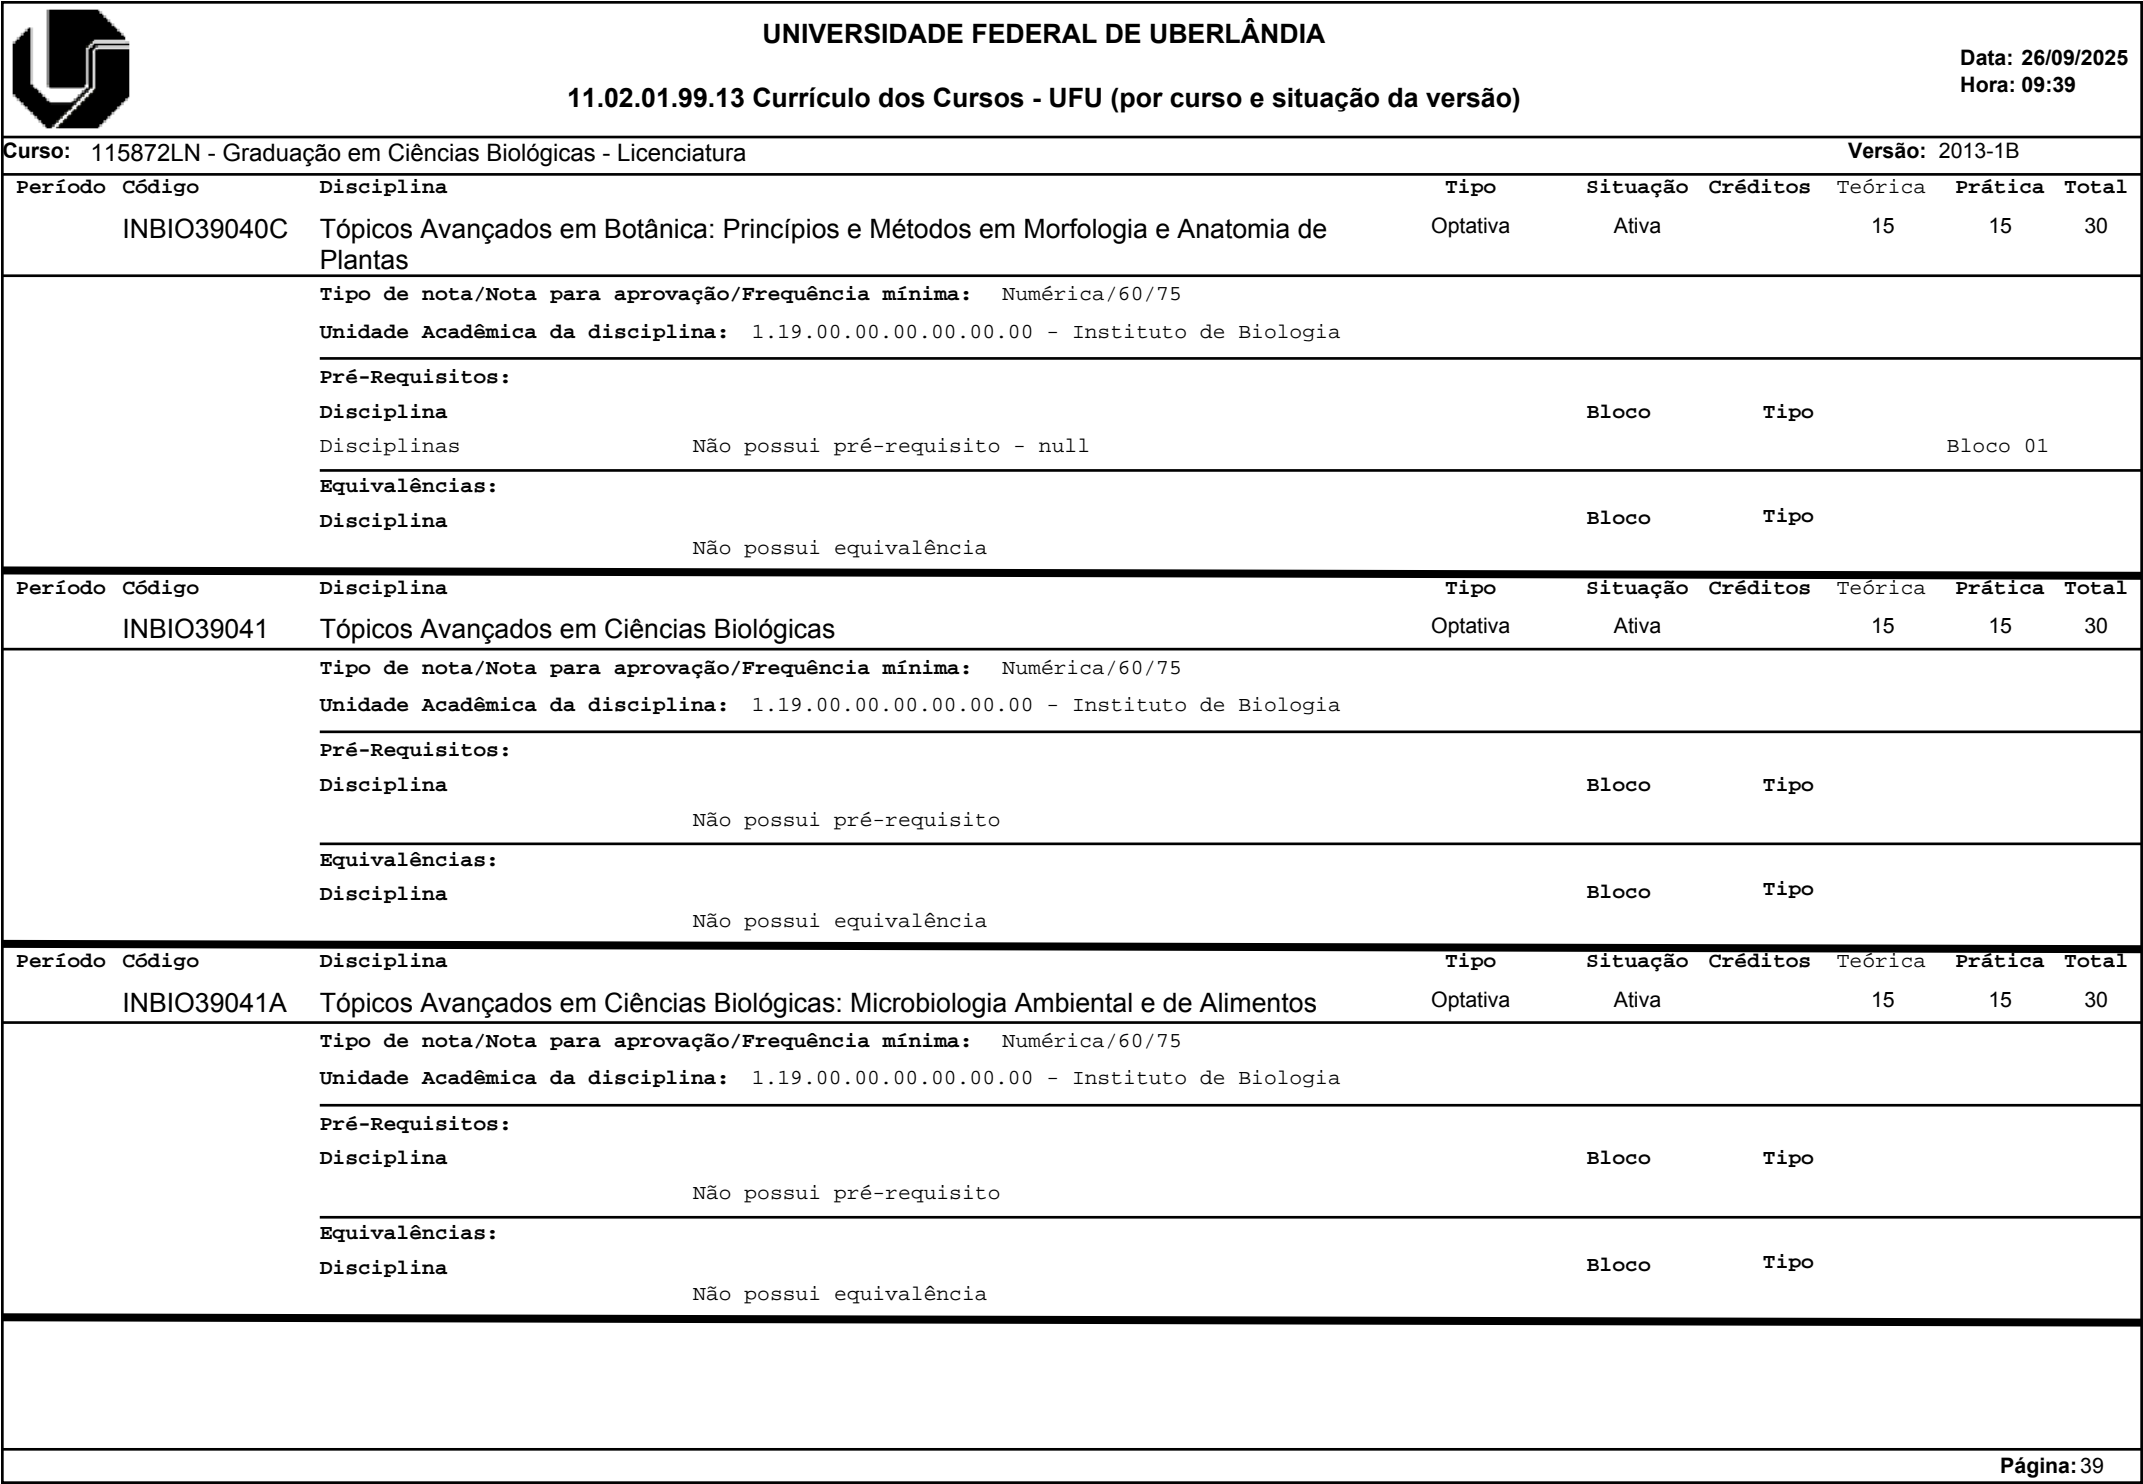 UNIVERSIDADE FEDERAL DE UBERLÂNDIA
Data: 26/09/2025
Hora: 09:39
11.02.01.99.13 Currículo dos Cursos - UFU (por curso e situação da versão)
Curso: 115872LN - Graduação em Ciências Biológicas - Licenciatura Versão: 2013-1B
Período Código Disciplina Tipo Situação Créditos Teórica Prática Total
INBIO39040C Tópicos Avançados em Botânica: Princípios e Métodos em Morfologia e Anatomia de Optativa Ativa 15 15 30
Plantas
Tipo de nota/Nota para aprovação/Frequência mínima: Numérica/60/75
Unidade Acadêmica da disciplina: 1.19.00.00.00.00.00.00 - Instituto de Biologia
Pré-Requisitos:
Disciplina Bloco Tipo
Disciplinas Não possui pré-requisito - null Bloco 01
Equivalências:
Disciplina Bloco Tipo
Não possui equivalência
Período Código Disciplina Tipo Situação Créditos Teórica Prática Total
INBIO39041 Tópicos Avançados em Ciências Biológicas Optativa Ativa 15 15 30
Tipo de nota/Nota para aprovação/Frequência mínima: Numérica/60/75
Unidade Acadêmica da disciplina: 1.19.00.00.00.00.00.00 - Instituto de Biologia
Pré-Requisitos:
Disciplina Bloco Tipo
Não possui pré-requisito
Equivalências:
Disciplina Bloco Tipo
Não possui equivalência
Período Código Disciplina Tipo Situação Créditos Teórica Prática Total
INBIO39041A Tópicos Avançados em Ciências Biológicas: Microbiologia Ambiental e de Alimentos Optativa Ativa 15 15 30
Tipo de nota/Nota para aprovação/Frequência mínima: Numérica/60/75
Unidade Acadêmica da disciplina: 1.19.00.00.00.00.00.00 - Instituto de Biologia
Pré-Requisitos:
Disciplina Bloco Tipo
Não possui pré-requisito
Equivalências:
Disciplina Bloco Tipo
Não possui equivalência
Página: 39